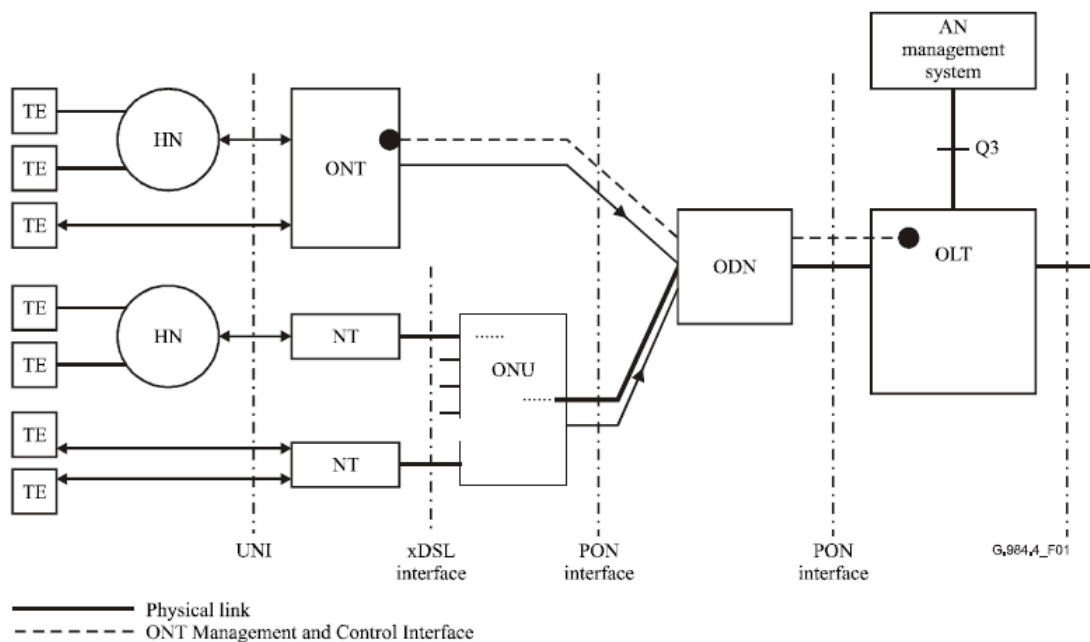 AN
management
system
TE
HN
TE
ONT
Q3
TE
ODN
OLT
TE
HN
NT
TE
ONU
TE
NT
TE
UNI
xDSL
interface
PON
interface
PON
interface
G.984.4_F01
Physical link
ONT Management and Control Interface